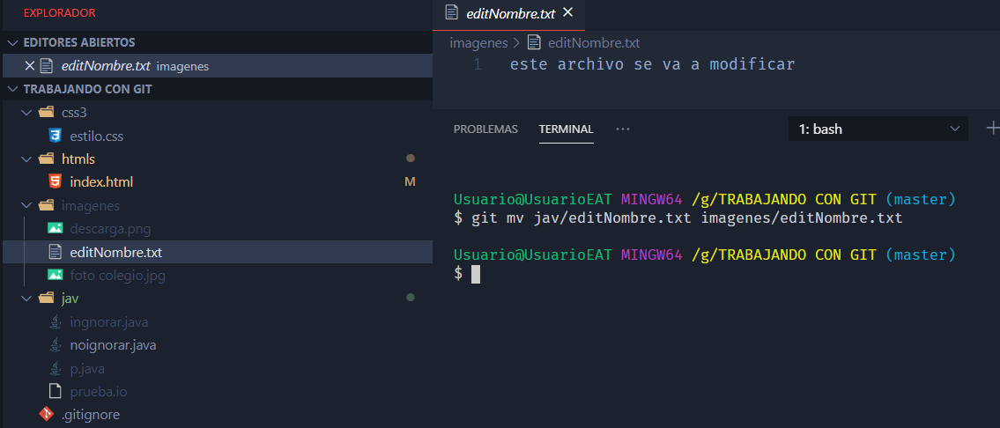 EXPLORADOR
EDITORES ABIERTOS
editNombre.txt imagenes
TRABAJANDO CON GIT
css3
estilo.css
htmls
index.html M
imagenes
descarga.png
editNombre.txt
foto colegio.jpg
jav
ingnorar.java
noignorar.java
p.java
prueba.io
.gitignore
editNombre.txt
imagenes > editNombre.txt
1 este archivo se va a modificar
PROBLEMAS TERMINAL ... 1: bash
Usuario@UsuarioEAT MINGW64 /g/TRABAJANDO CON GIT (master)
$ git mv jav/editNombre.txt imagenes/editNombre.txt
Usuario@UsuarioEAT MINGW64 /g/TRABAJANDO CON GIT (master)
$